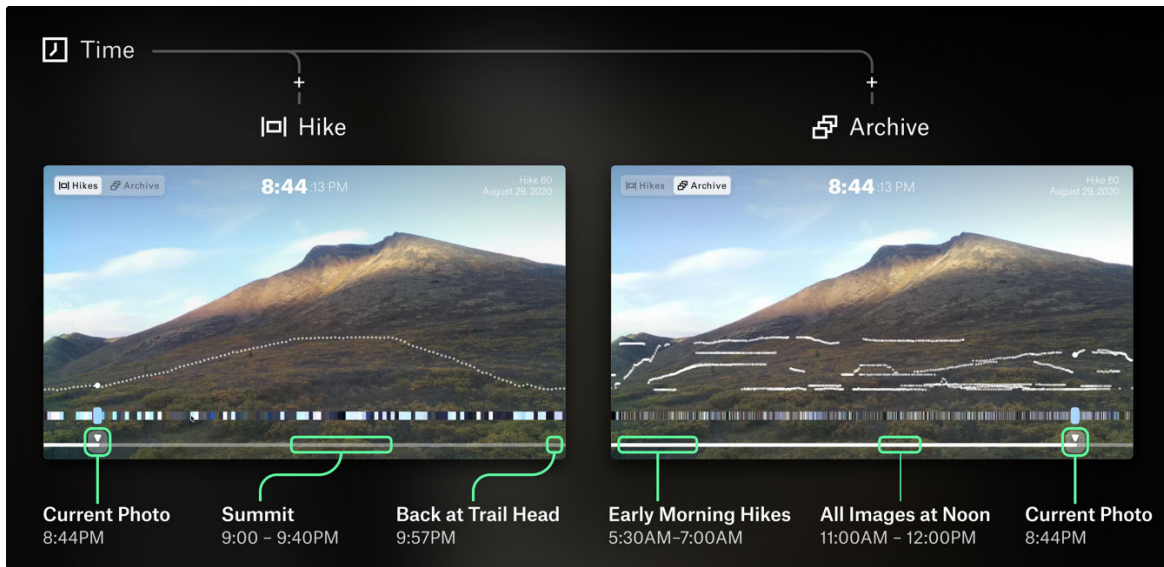 Time
+
+
Hike
Archive
Hikes Archive
8:44:13 PM
Hike 60
August 29, 2020
Hikes Archive
8:44:13 PM
Hike 60
August 29, 2020
Current Photo
8:44PM
Summit
9:00 – 9:40PM
Back at Trail Head
9:57PM
Early Morning Hikes
5:30AM–7:00AM
All Images at Noon
11:00AM – 12:00PM
Current Photo
8:44PM